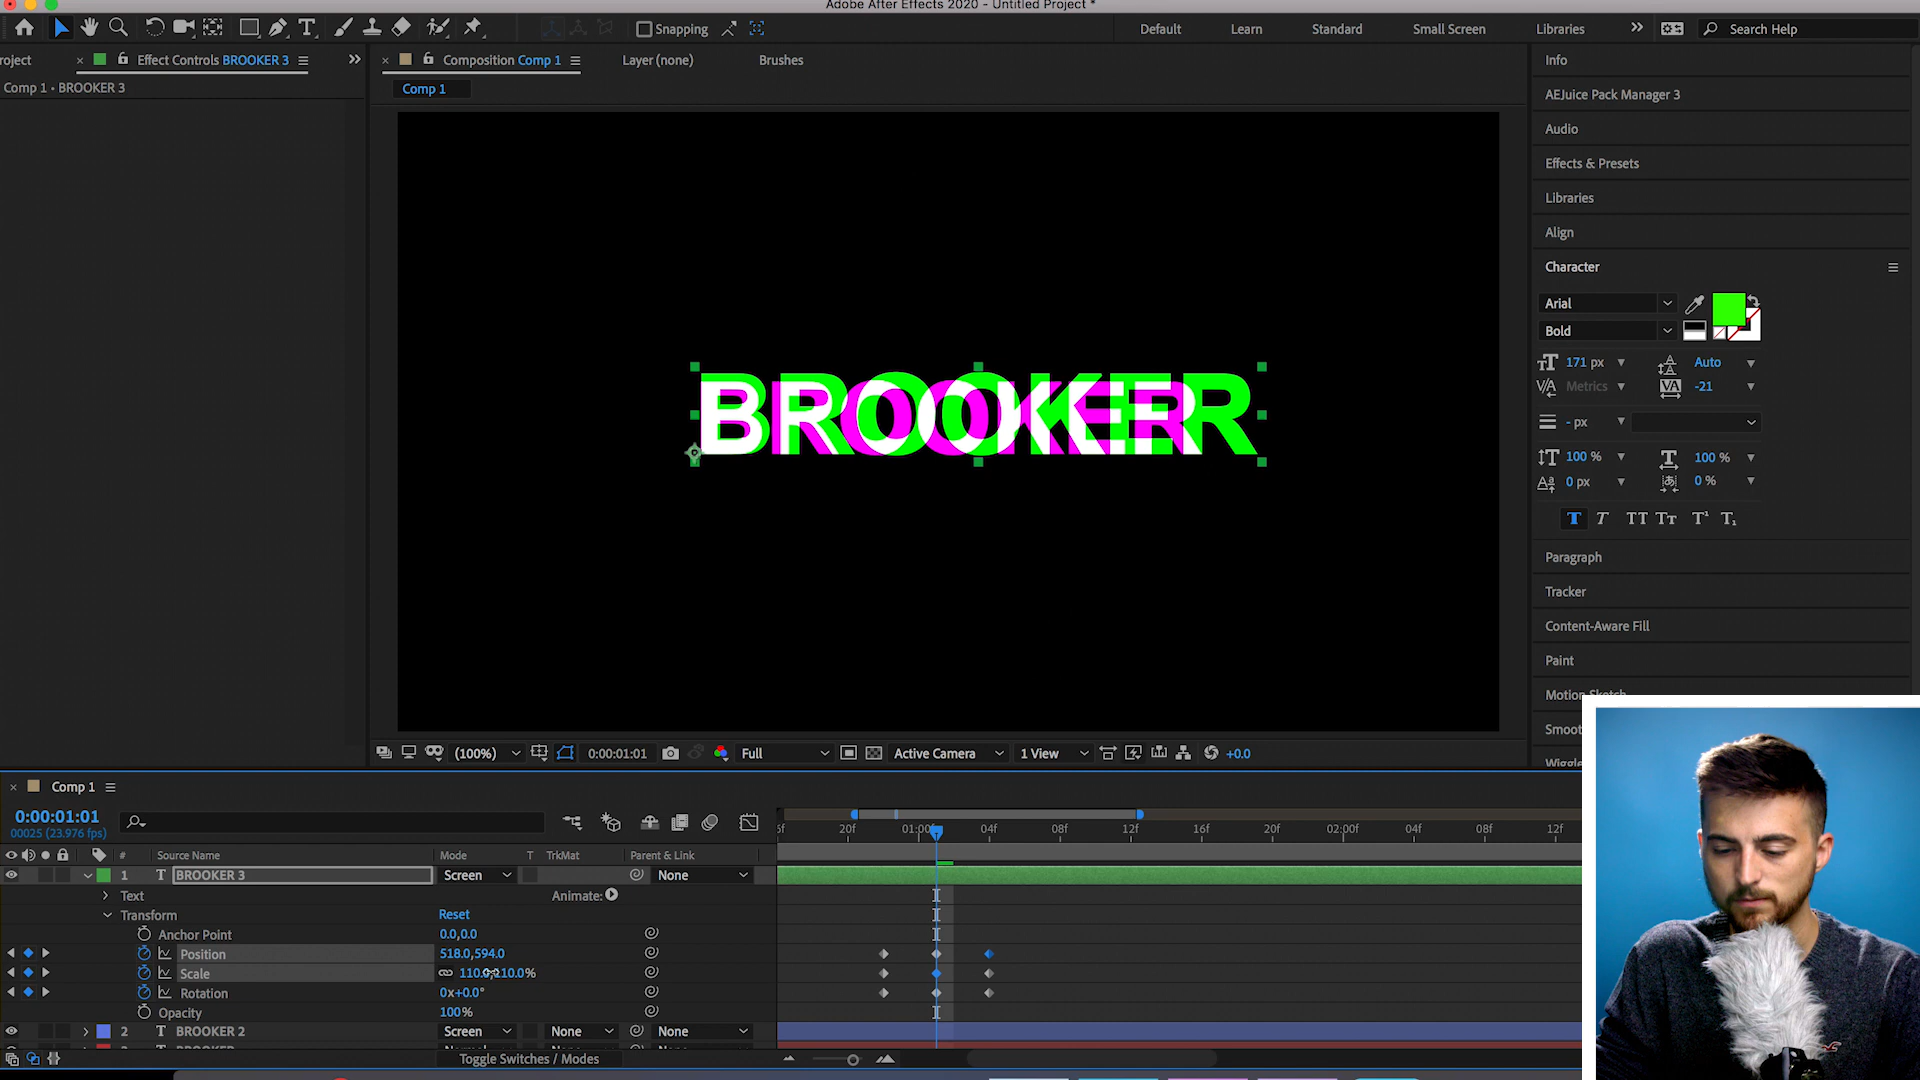 Adobe After Effects 2020 - Untitled Project *
Snapping
Default
Learn
Standard
Small Screen
Libraries
Search Help
roject
Effect Controls BROOKER 3
Composition Comp 1
Layer (none)
Brushes
Comp 1 • BROOKER 3
Comp 1
Info
AEJuice Pack Manager 3
Audio
Effects & Presets
Libraries
Align
Character
Arial
Bold
171 px
Auto
Metrics
-21
- px
100 %
100 %
0 px
0 %
Paragraph
Tracker
Content-Aware Fill
Paint
Motion Sketch
Smoot
Wiggle
BROOKER
(100%)
0:00:01:01
Full
Active Camera
1 View
+0.0
Comp 1
0:00:01:01
00025 (23.976 fps)
20f
01:00
04f
08f
12f
16f
20f
02:00f
04f
08f
12f
#
Source Name
Mode
T
TrkMat
Parent & Link
1
T
BROOKER 3
Screen
None
Text
Animate:
Transform
Reset
Anchor Point
0.0,0.0
Position
518.0,594.0
Scale
Rotation
0x+0.0°
Opacity
100%
2
T
BROOKER 2
Screen
None
None
Toggle Switches / Modes